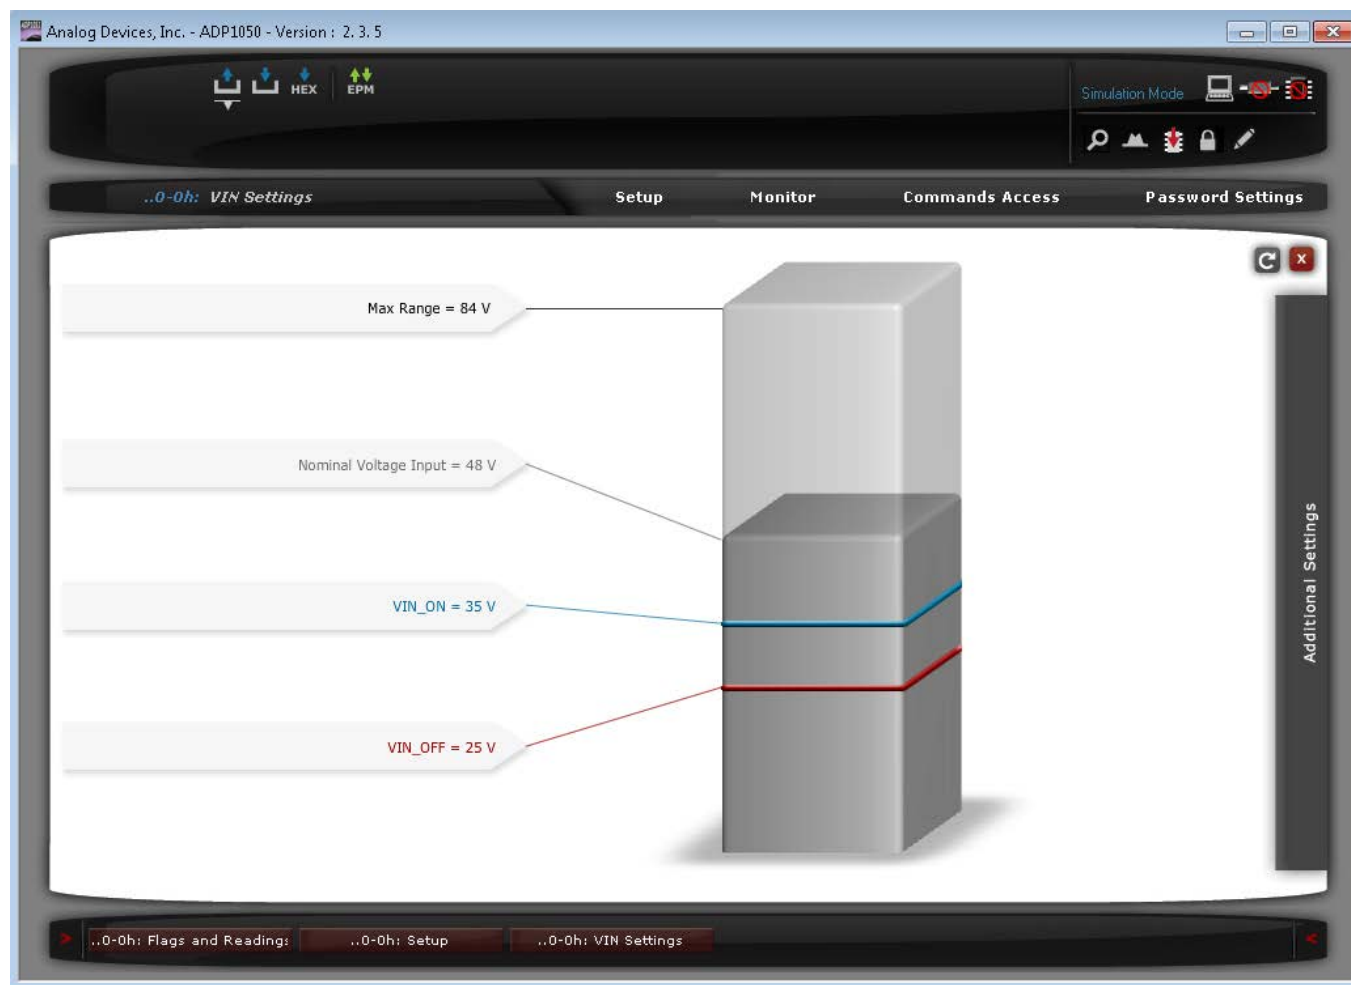 Analog Devices, Inc. - ADP1050 - Version : 2. 3. 5
HEX
EPM
Simulation Mode
..0-0h: VIN Settings
Setup
Monitor
Commands Access
Password Settings
Max Range = 84 V
Nominal Voltage Input = 48 V
VIN_ON = 35 V
VIN_OFF = 25 V
Additional Settings
> ..0-0h: Flags and Readings
..0-0h: Setup
..0-0h: VIN Settings
<